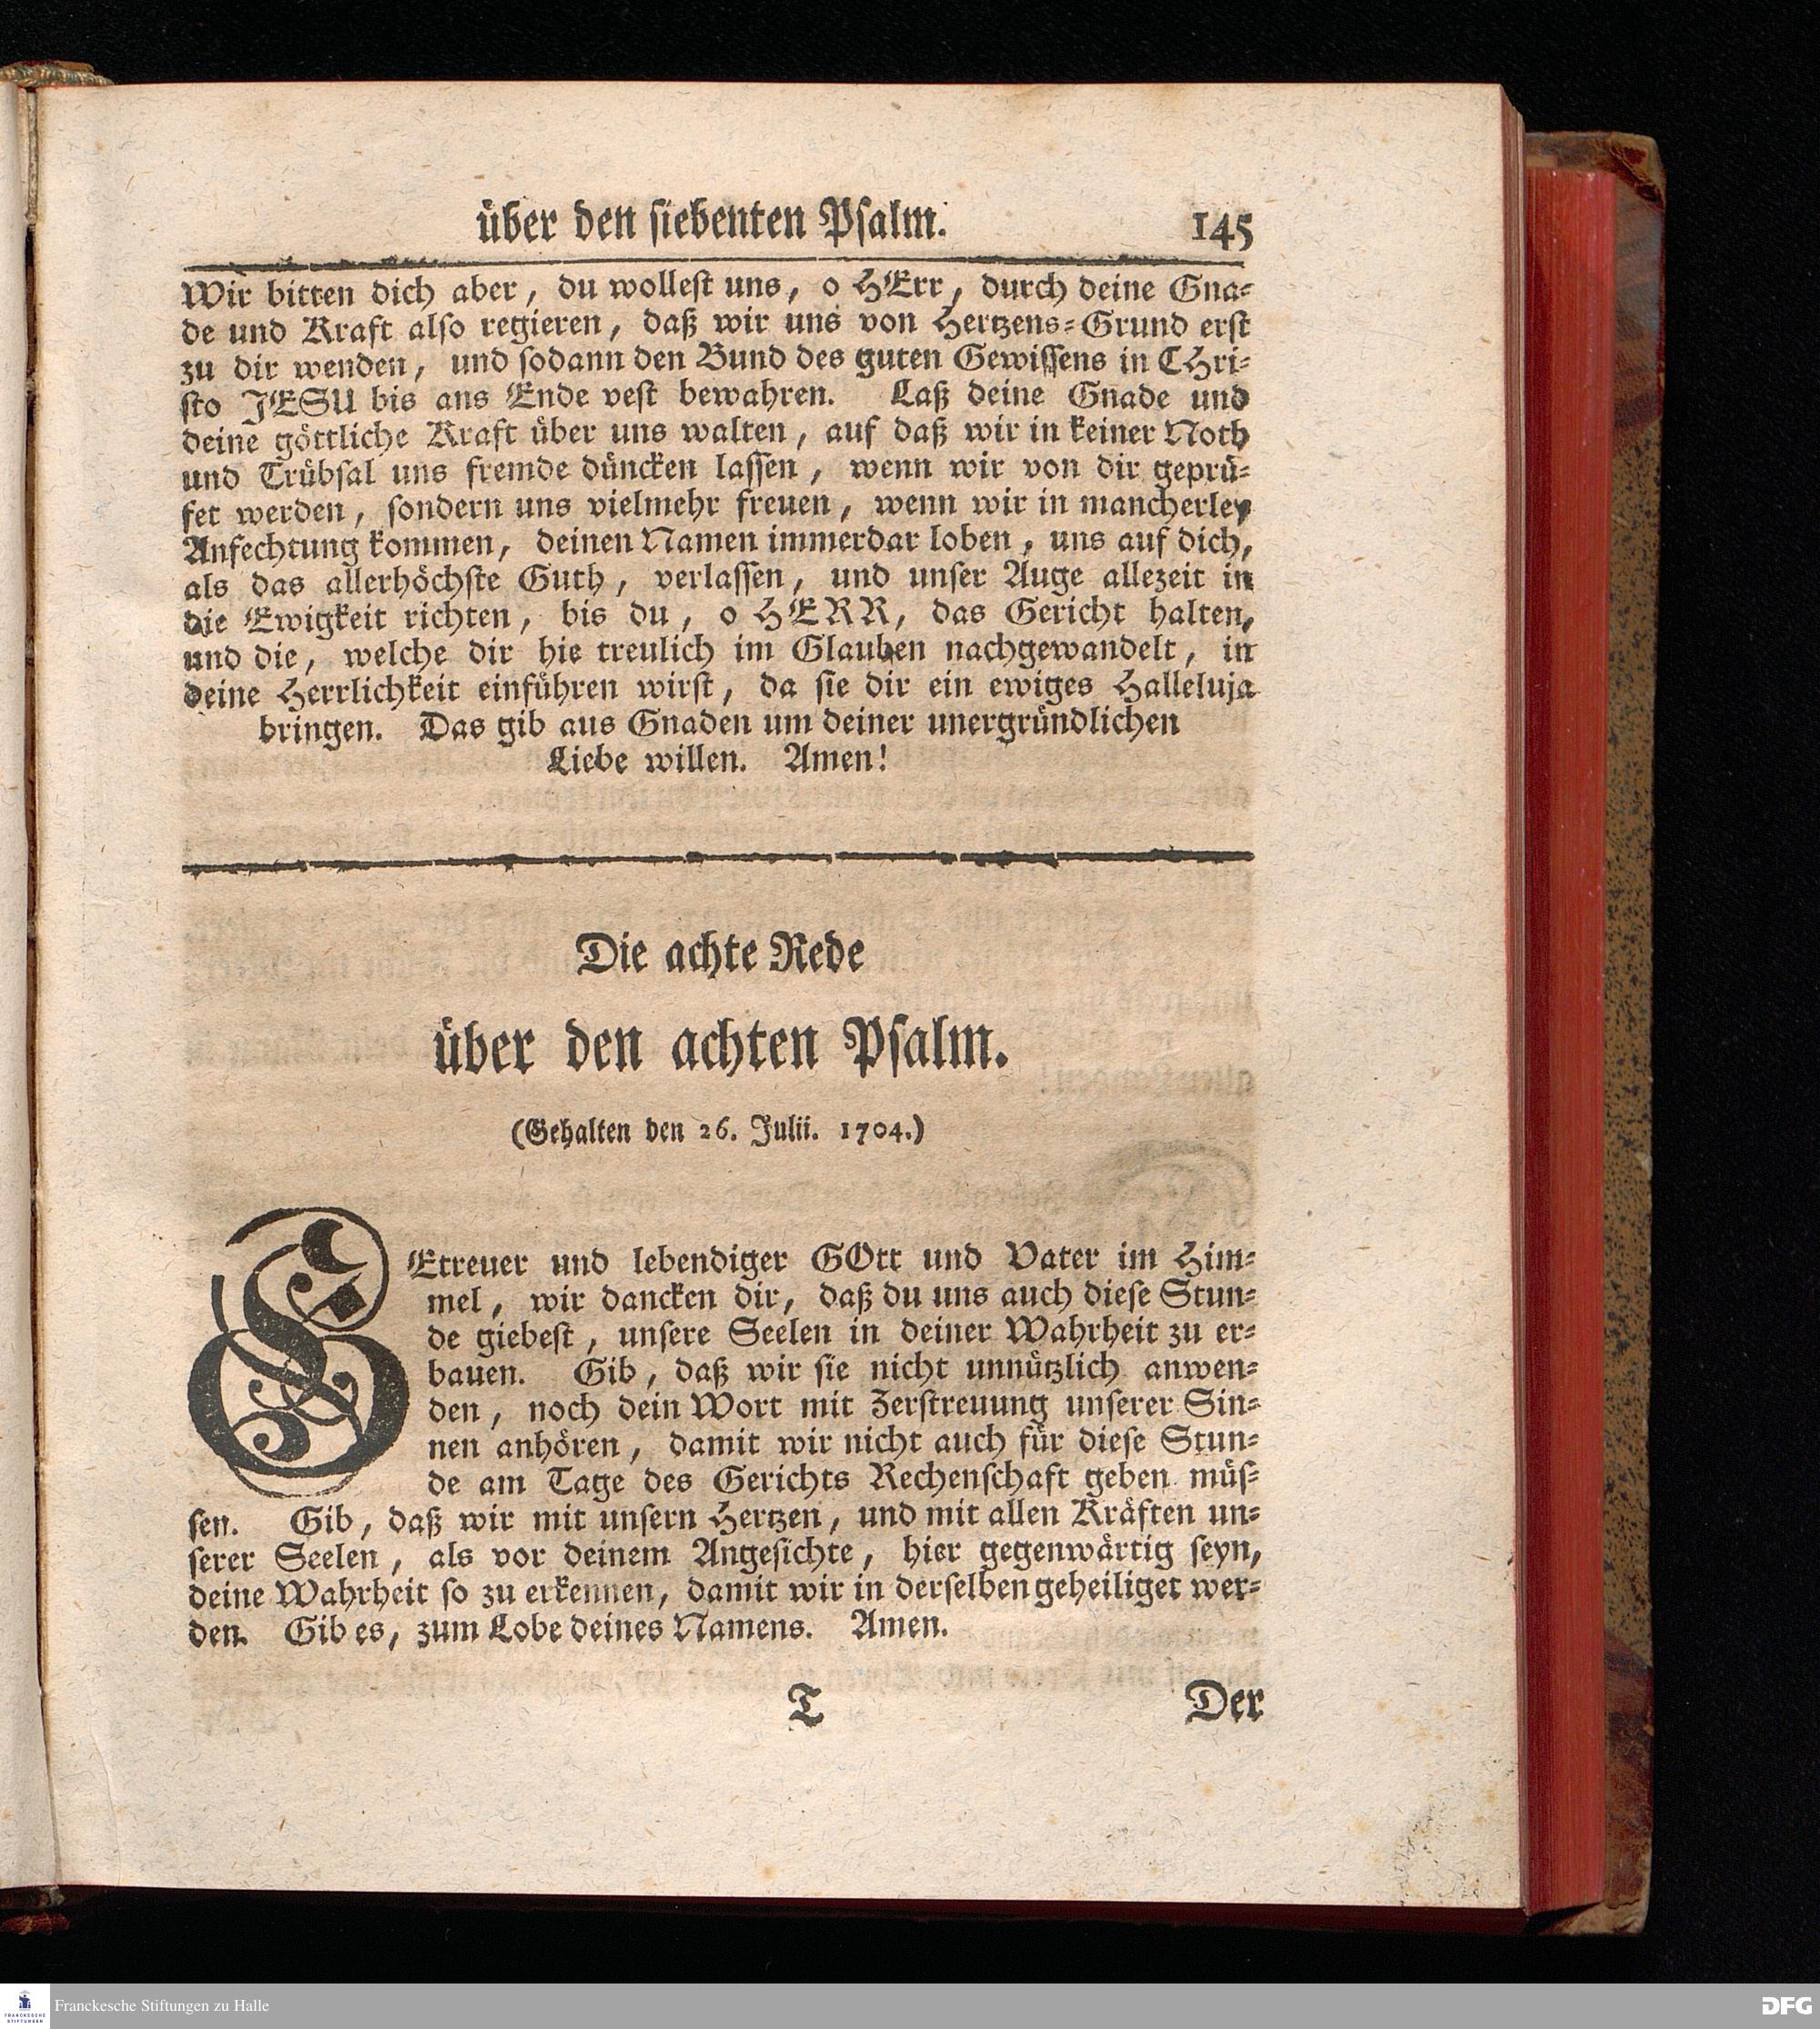 über den siebenten Psalm. 145
Wir bitten dich aber, du wollest uns, o HErr, durch deine Gna-
de und Kraft also regieren, daß wir uns von Hertzens-Grund erst
zu dir wenden, und sodann den Bund des guten Gewissens in CHri-
sto JESU bis ans Ende vest bewahren. Laß deine Gnade und
deine göttliche Kraft über uns walten, auf daß wir in keiner Noth
und Trübsal uns fremde düncken lassen, wenn wir von dir geprü-
fet werden, sondern uns vielmehr freuen, wenn wir in mancherley
Anfechtung kommen, deinen Namen immerdar loben, uns auf dich,
als das allerhöchste Guth, verlassen, und unser Auge allezeit in
die Ewigkeit richten, bis du, o HERR, das Gericht halten,
und die, welche dir hie treulich im Glauben nachgewandelt, in
deine Herrlichkeit einführen wirst, da sie dir ein ewiges Halleluja
bringen. Das gib aus Gnaden um deiner unergründlichen
Liebe willen. Amen!
Die achte Rede
über den achten Psalm.
(Gehalten den 26. Julii. 1704.)
GEtreuer und lebendiger GOtt und Vater im Him-
mel, wir dancken dir, daß du uns auch diese Stun-
de giebest, unsere Seelen in deiner Wahrheit zu er-
bauen. Gib, daß wir sie nicht unnützlich anwen-
den, noch dein Wort mit Zerstreuung unserer Sin-
nen anhören, damit wir nicht auch für diese Stun-
de am Tage des Gerichts Rechenschaft geben müs-
sen. Gib, daß wir mit unsern Hertzen, und mit allen Kräften un-
serer Seelen, als vor deinem Angesichte, hier gegenwärtig seyn,
deine Wahrheit so zu erkennen, damit wir in derselben geheiliget wer-
den. Gib es, zum Lobe deines Namens. Amen.
T Der
FRANCKESCHE
STIFTUNGEN
Franckesche Stiftungen zu Halle
DFG